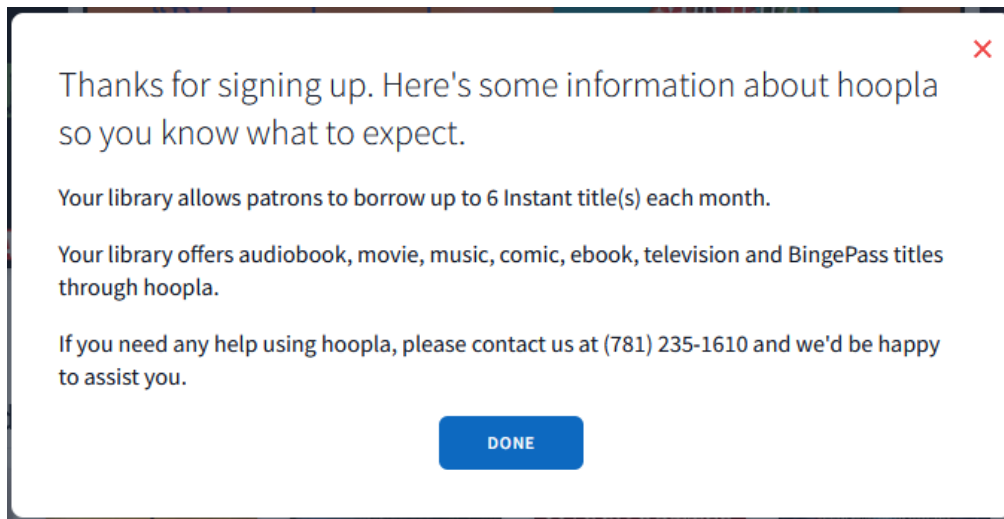 Thanks for signing up. Here's some information about hoopla
so you know what to expect.
Your library allows patrons to borrow up to 6 Instant title(s) each month.
Your library offers audiobook, movie, music, comic, ebook, television and BingePass titles
through hoopla.
If you need any help using hoopla, please contact us at (781) 235-1610 and we'd be happy
to assist you.
DONE